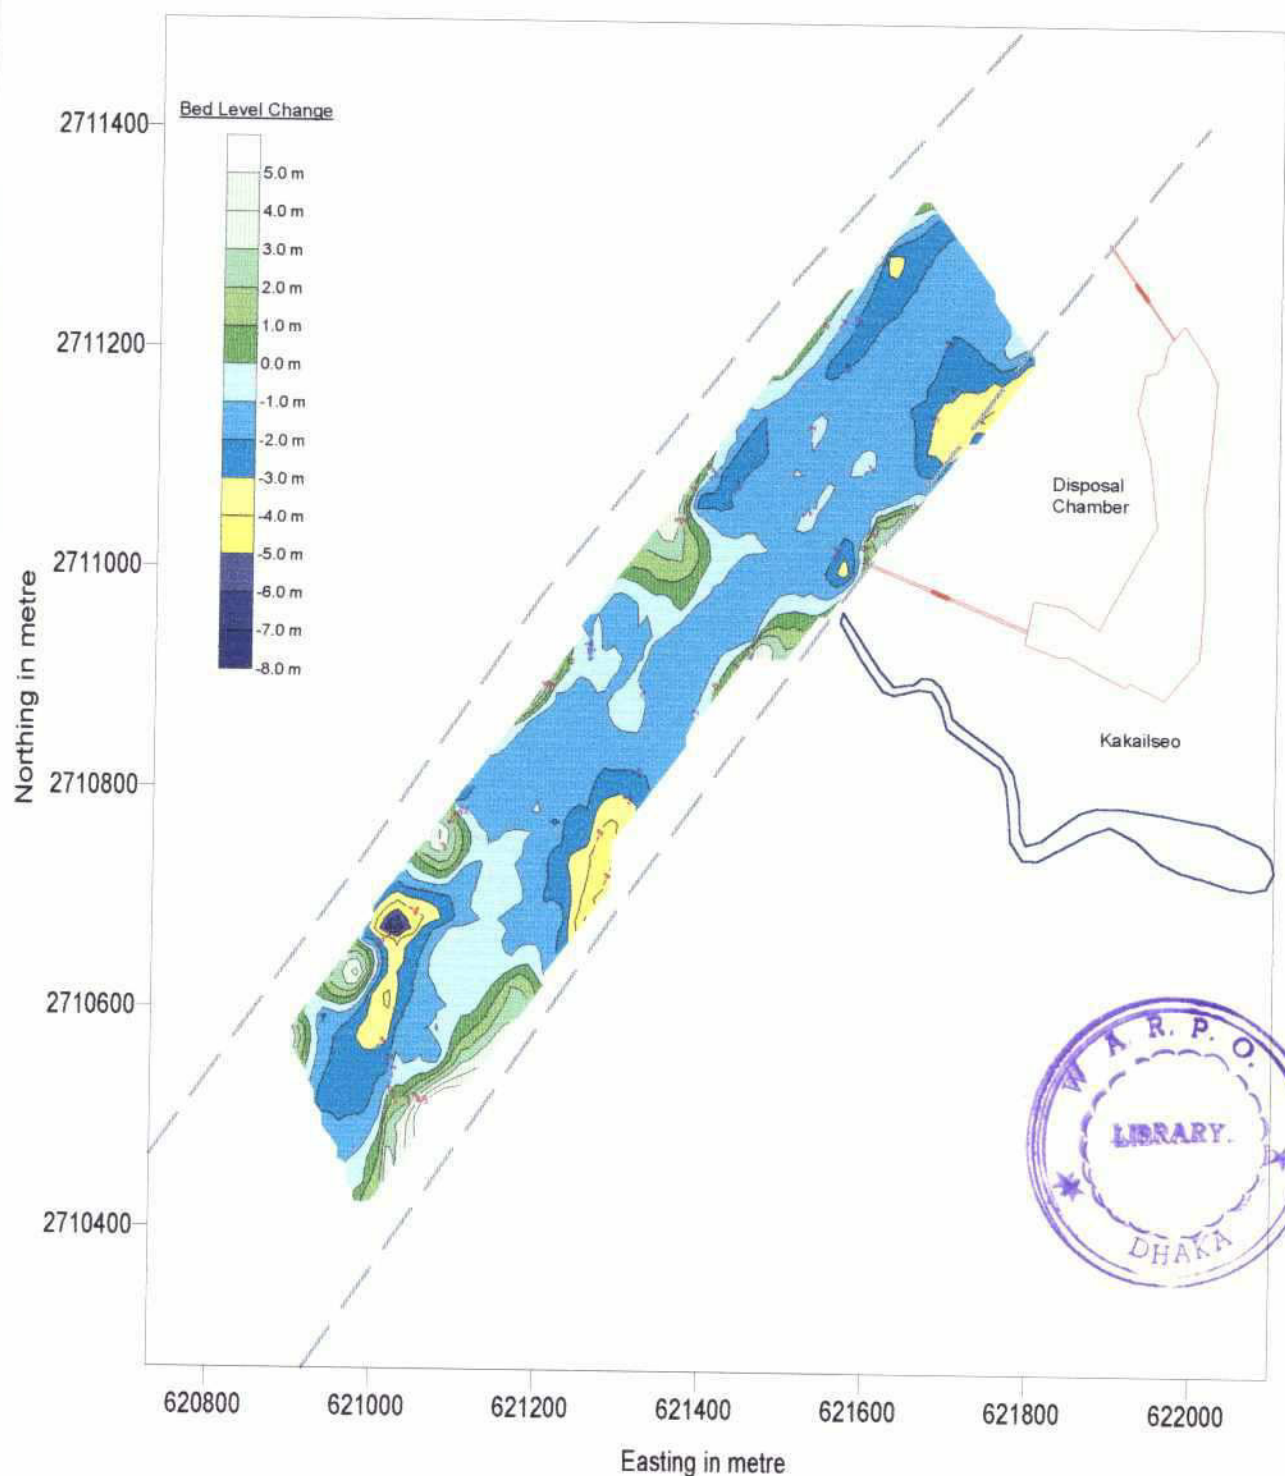 Bed Level Change
5.0 m
4.0 m
3.0 m
2.0 m
1.0 m
0.0 m
-1.0 m
-2.0 m
-3.0 m
-4.0 m
-5.0 m
-6.0 m
-7.0 m
-8.0 m
2711400
2711200
2711000
2710800
2710600
2710400
Northing in metre
Disposal
Chamber
Kakailseo
W A R. P. O.
LIBRARY.
DHAKA
620800
621000
621200
621400
621600
621800
622000
Easting in metre